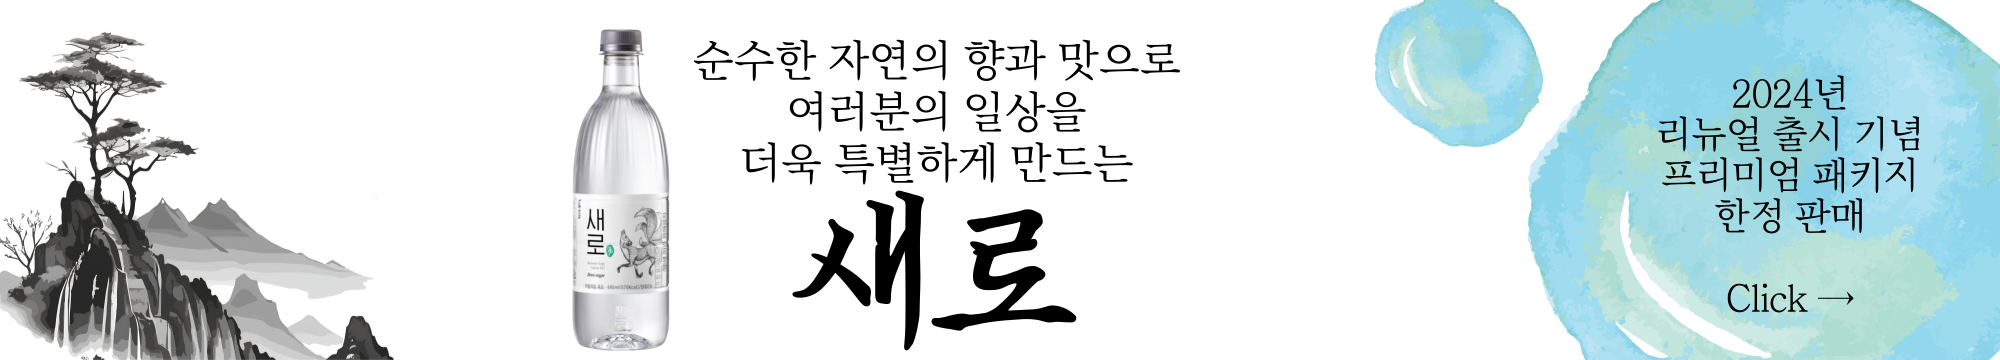 순수한 자연의 향과 맛으로
여러분의 일상을
더욱 특별하게 만드는
새로
새로
2024년
리뉴얼 출시 기념
프리미엄 패키지
한정 판매
Click →